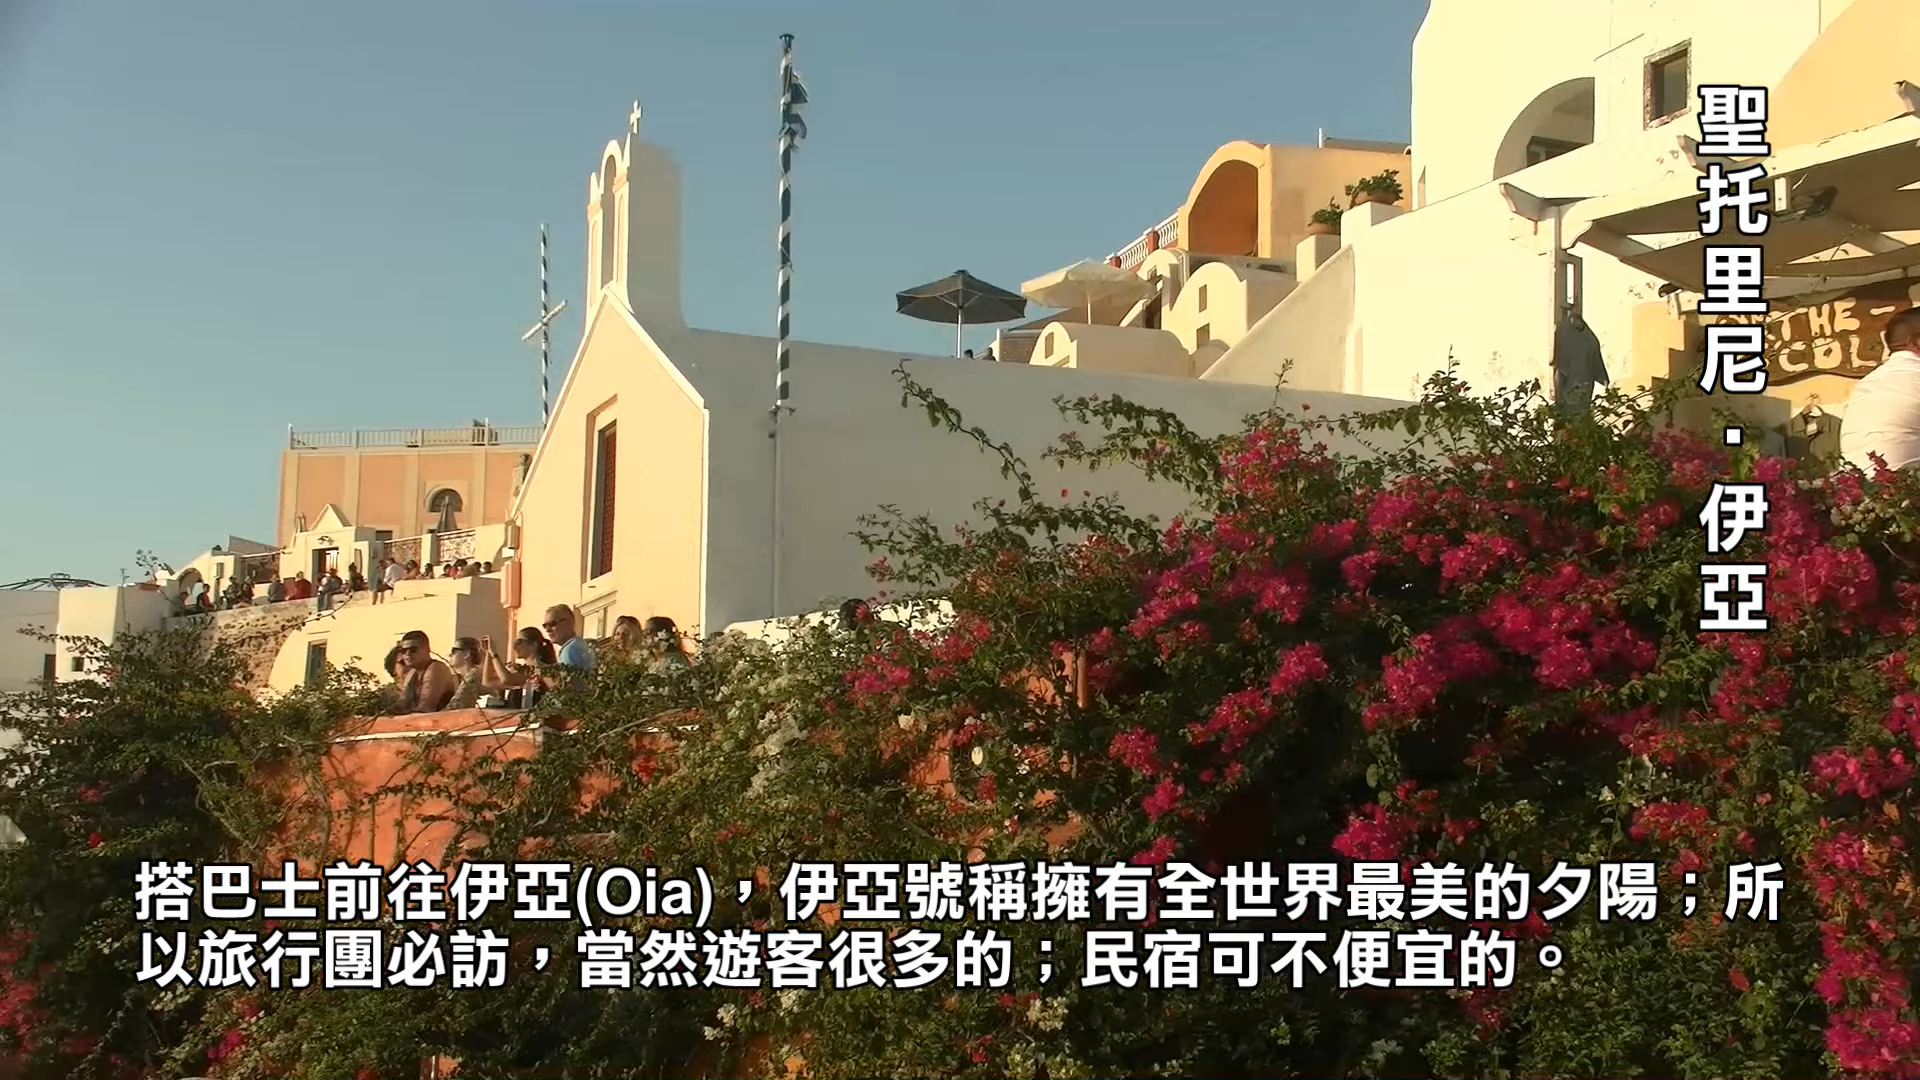 聖托里尼·伊亞
THE -
COL
搭巴士前往伊亞(Oia)，伊亞號稱擁有全世界最美的夕陽；所
以旅行團必訪，當然遊客很多的；民宿可不便宜的。